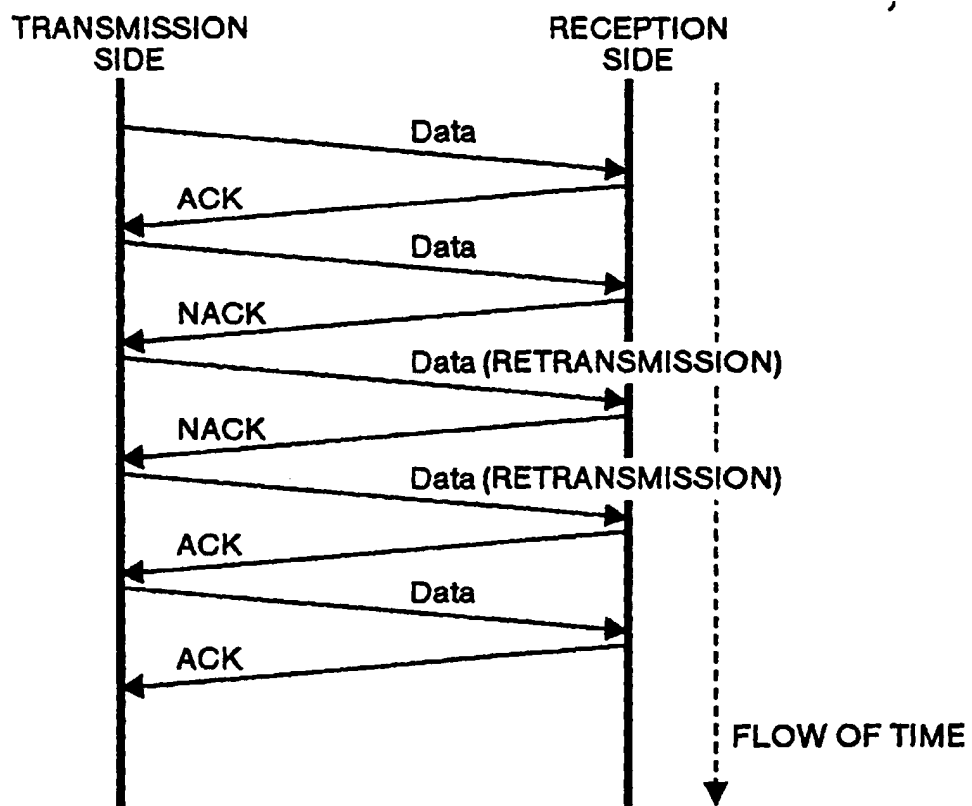 TRANSMISSION
SIDE
RECEPTION
SIDE
Data
ACK
Data
NACK
Data (RETRANSMISSION)
NACK
Data (RETRANSMISSION)
ACK
Data
ACK
FLOW OF TIME